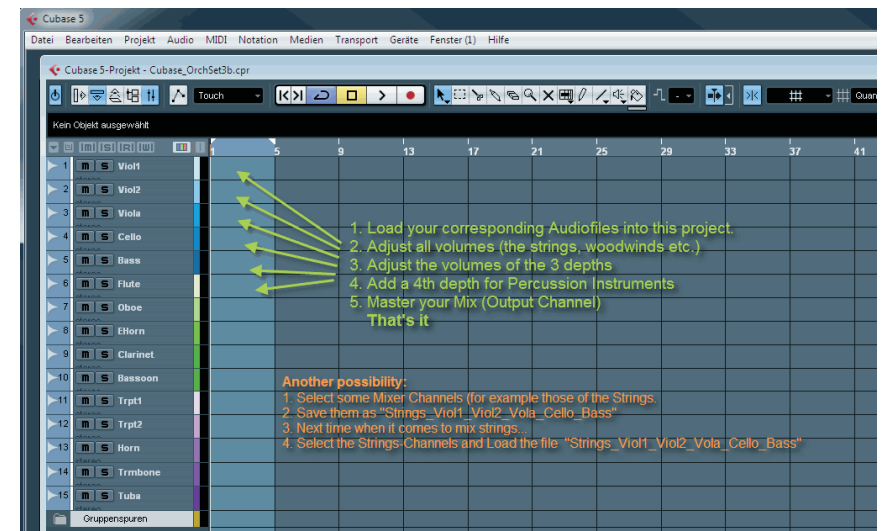 Cubase 5
Datei Bearbeiten Projekt Audio MIDI Notation Medien Transport Geräte Fenster (1) Hilfe
Cubase 5-Projekt - Cubase_OrchSet3b.cpr
Touch
Quan
Kein Objekt ausgewählt
1 5 9 13 17 21 25 29 33 37 41
1 m S Viol1
2 m S Viol2
3 m S Viola
4 m S Cello
5 m S Bass
6 m S Flute
7 m S Oboe
8 m S EHorn
9 m S Clarinet
10 m S Bassoon
11 m S Trpt1
12 m S Trpt2
13 m S Horn
14 m S Trmbone
15 m S Tuba
Gruppenspuren
1. Load your corresponding Audiofiles into this project.
2. Adjust all volumes (the strings, woodwinds etc.)
3. Adjust the volumes of the 3 depths
4. Add a 4th depth for Percussion Instruments
5. Master your Mix (Output Channel)
That's it
Another possibility:
1. Select some Mixer Channels (for example those of the Strings.
2. Save them as "Strings_Viol1_Viol2_Vola_Cello_Bass"
3. Next time when it comes to mix strings...
4. Select the Strings-Channels and Load the file "Strings_Viol1_Viol2_Vola_Cello_Bass"